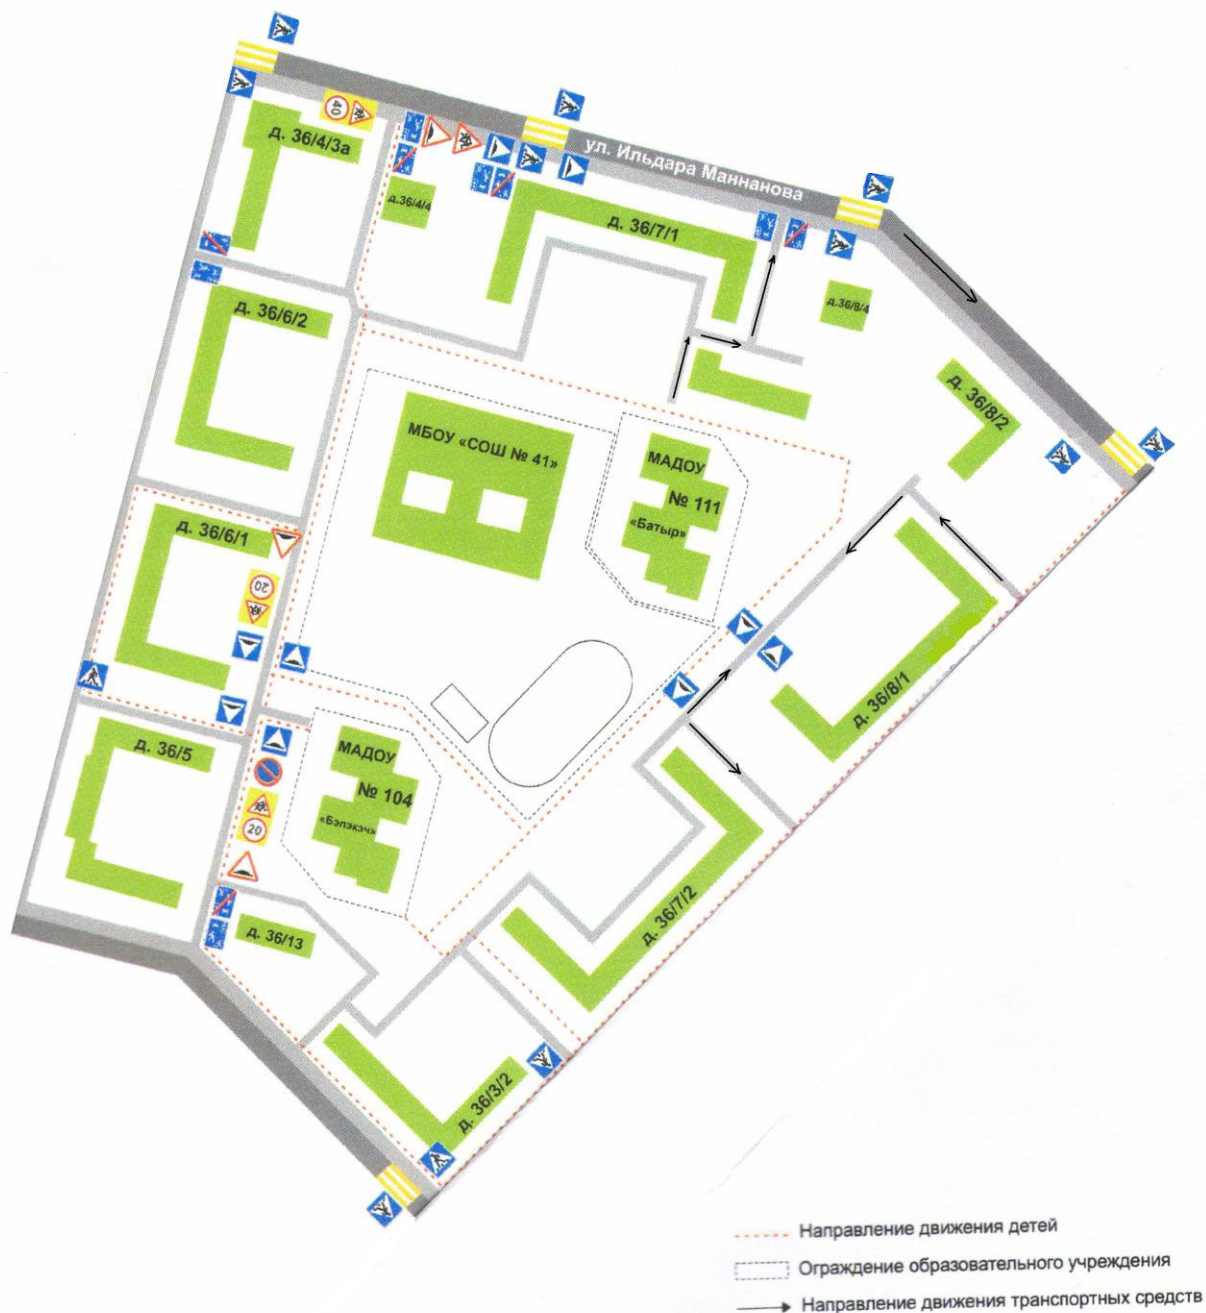 40
д. 36/4/3а
ул. Ильдара Маннанова
д.36/4/4
д. 36/7/1
д. 36/6/2
д.36/8/4
д. 36/8/2
МБОУ «СОШ № 41»
МАДОУ
№ 111
«Батыр»
д. 36/6/1
20
д. 36/8/1
д. 36/5
МАДОУ
№ 104
«Бэлэкэч»
20
д. 36/7/2
д. 36/13
д. 36/3/2
Направление движения детей
Ограждение образовательного учреждения
Направление движения транспортных средств